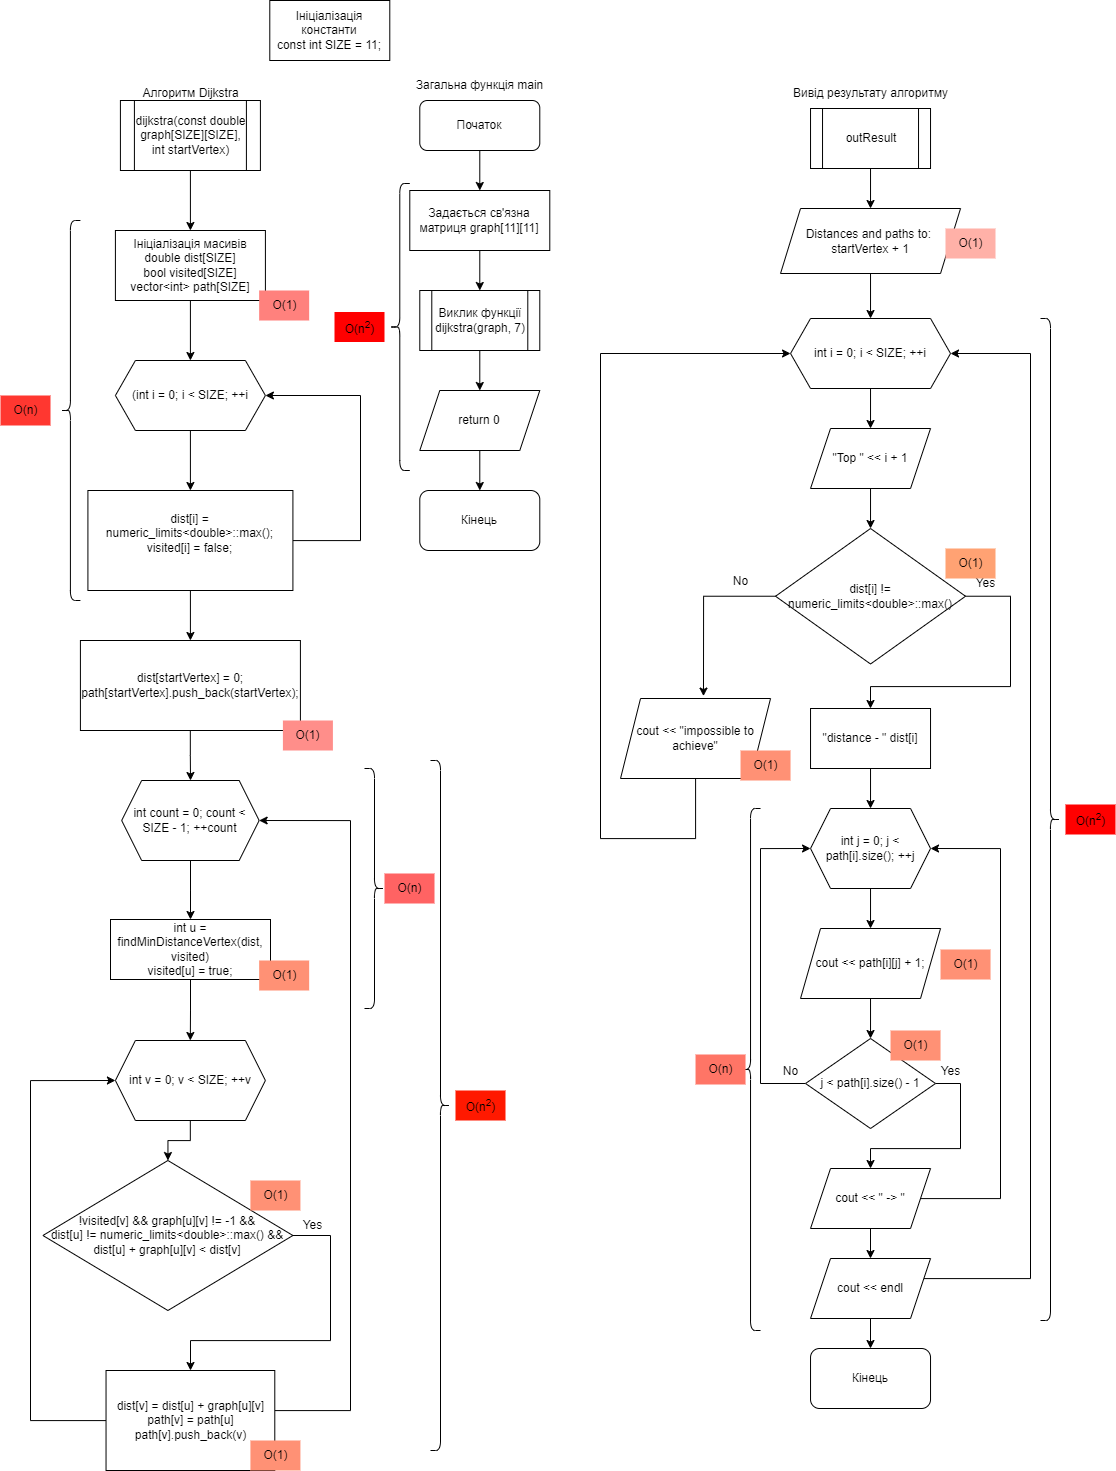 Ініціалізація
константи
const int SIZE = 11;
Алгоритм Dijkstra
dijkstra(const double
graph[SIZE][SIZE],
int startVertex)
Ініціалізація масивів
double dist[SIZE]
bool visited[SIZE]
vector<int> path[SIZE]
O(1)
(int i = 0; i < SIZE; ++i
O(n)
dist[i] =
numeric_limits<double>::max();
visited[i] = false;
dist[startVertex] = 0;
path[startVertex].push_back(startVertex);
O(1)
int count = 0; count <
SIZE - 1; ++count
O(n)
int u =
findMinDistanceVertex(dist,
visited)
visited[u] = true;
O(1)
int v = 0; v < SIZE; ++v
O(n²)
O(1)
!visited[v] && graph[u][v] != -1 &&
dist[u] != numeric_limits<double>::max() &&
dist[u] + graph[u][v] < dist[v]
Yes
dist[v] = dist[u] + graph[u][v]
path[v] = path[u]
path[v].push_back(v)
O(1)
Загальна функція main
Початок
Задається св'язна
матриця graph[11][11]
O(n²)
Виклик функції
dijkstra(graph, 7)
return 0
Кінець
Вивід результату алгоритму
outResult
Distances and paths to:
startVertex + 1
O(1)
int i = 0; i < SIZE; ++i
"Top " << i + 1
O(1)
dist[i] !=
numeric_limits<double>::max()
No
Yes
cout << "impossible to
achieve"
O(1)
"distance - " dist[i]
O(n²)
int j = 0; j <
path[i].size(); ++j
cout << path[i][j] + 1;
O(1)
O(1)
O(n)
j < path[i].size() - 1
No
Yes
cout << " -> "
cout << endl
Кінець